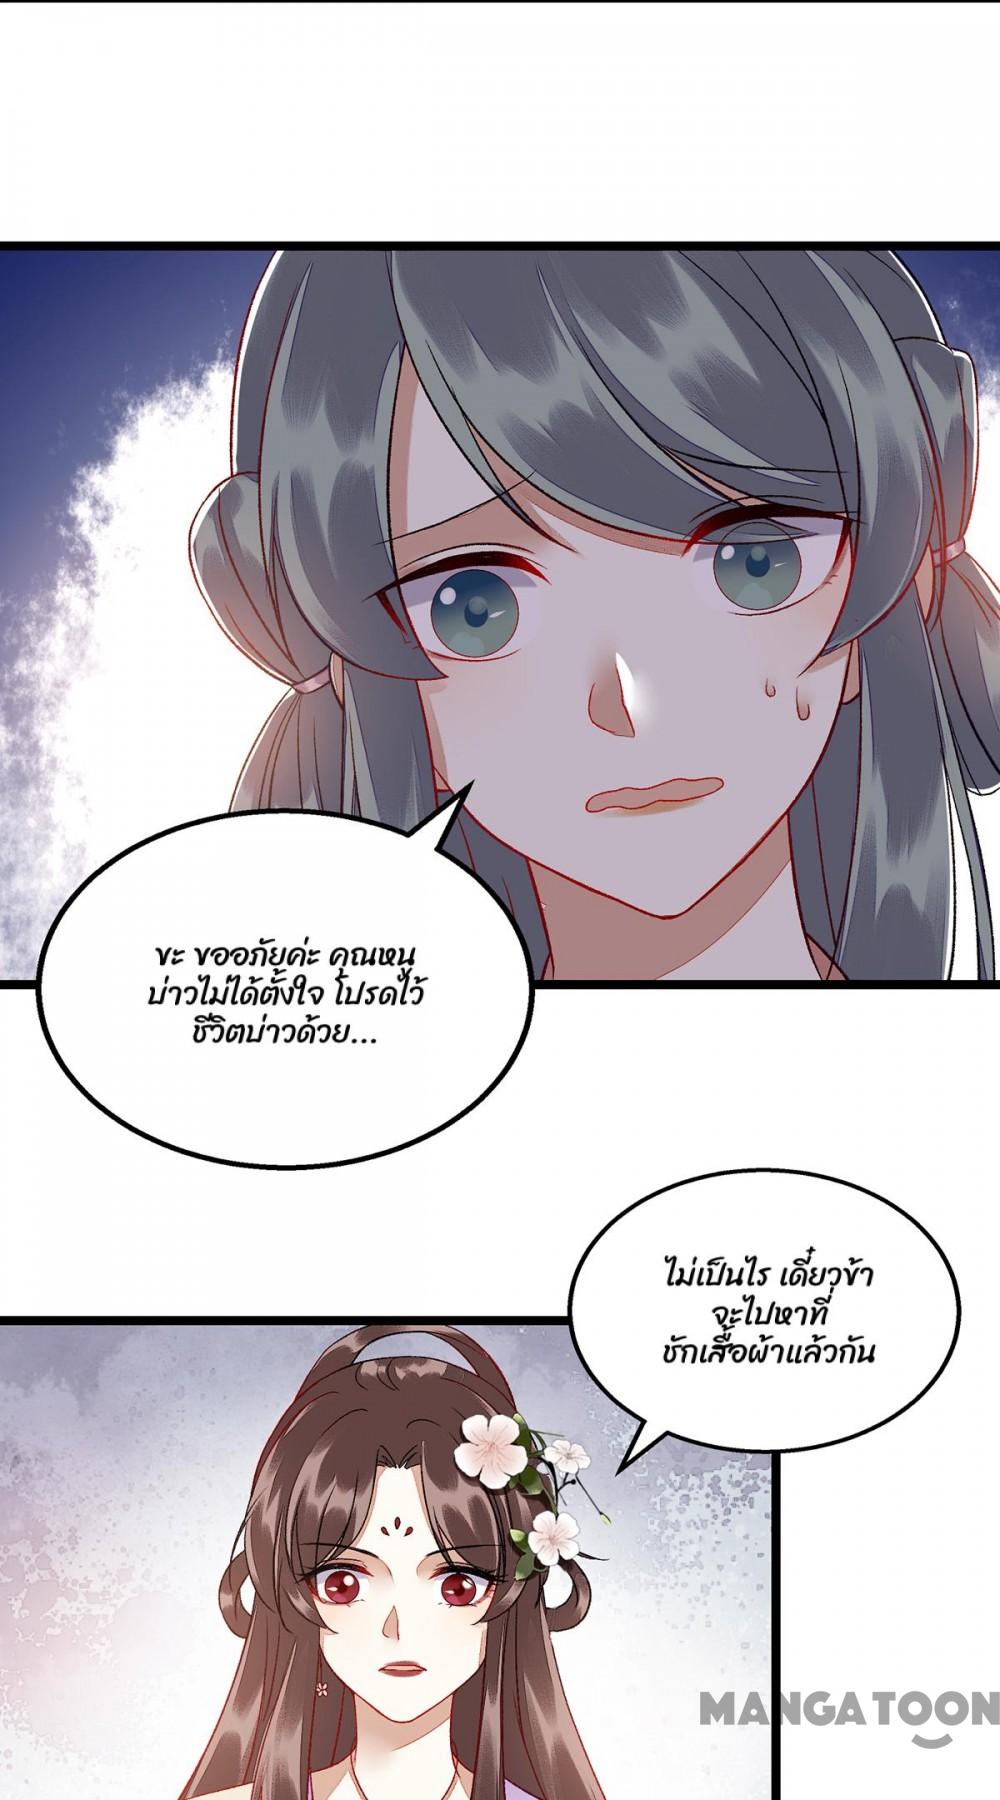 ขะ ขออภัยค่ะ คุณหนู
บ่าวไม่ได้ตั้งใจ โปรดไว้
ชีวิตบ่าวด้วย...
ไม่เป็นไร เดี๋ยวข้า
จะไปหาที่
ซักเสื้อผ้าแล้วกัน
MANGATOON